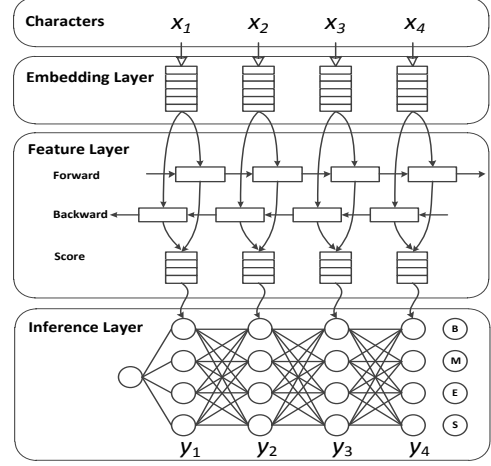 Characters x1 x2 x3 x4
Embedding Layer
Feature Layer
Forward
Backward
Score
Inference Layer
B
M
E
S
y1 y2 y3 y4